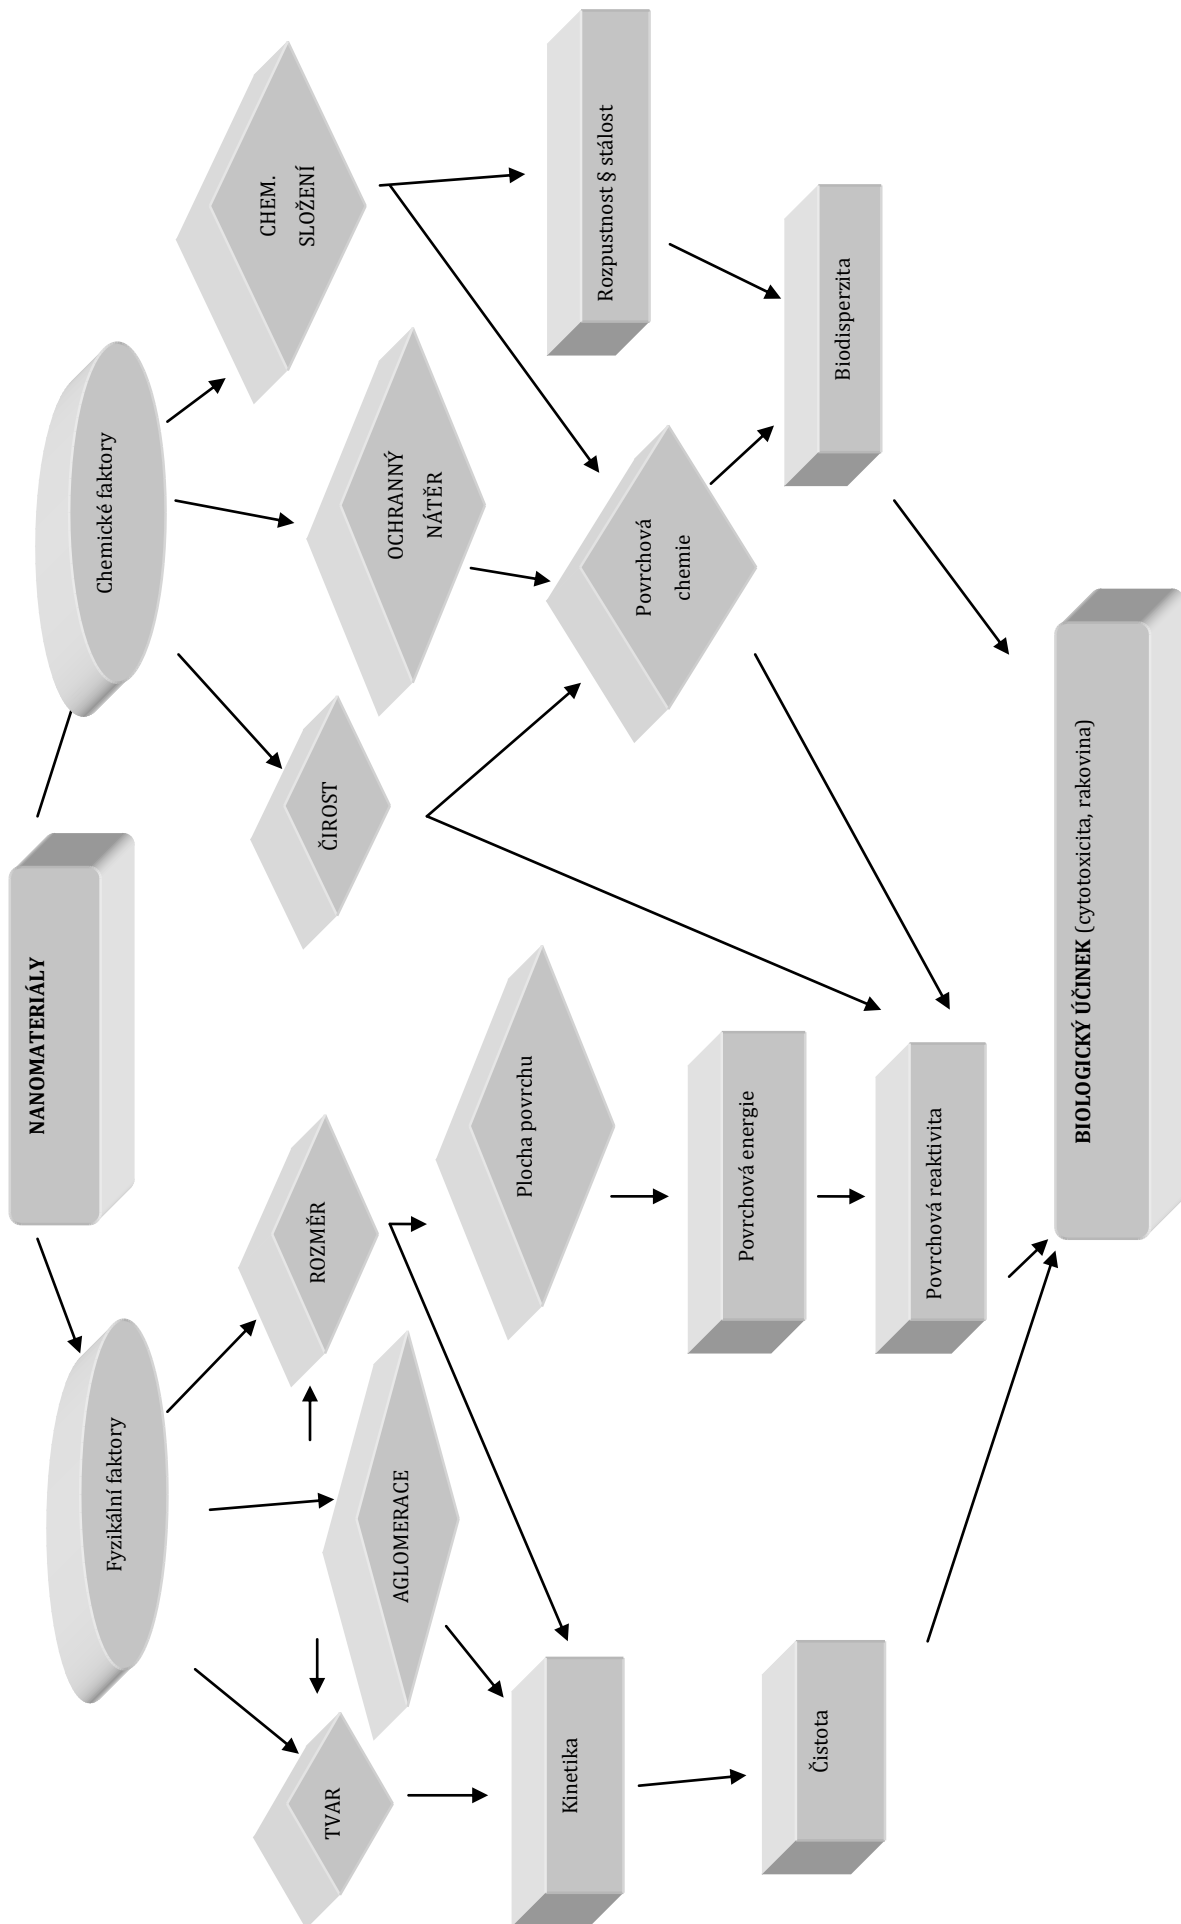 NANOMATERIÁLY
Fyzikální faktory
Chemické faktory
TVAR
AGLOMERACE
ROZMĚR
ČIROST
OCHRANNÝ
NÁTĚR
CHEM.
SLOŽENÍ
Kinetika
Plocha povrchu
Povrchová
chemie
Rozpustnost § stálost
Povrchová energie
Čistota
Biodisperzita
Povrchová reaktivita
BIOLOGICKÝ ÚČINEK (cytotoxicita, rakovina)